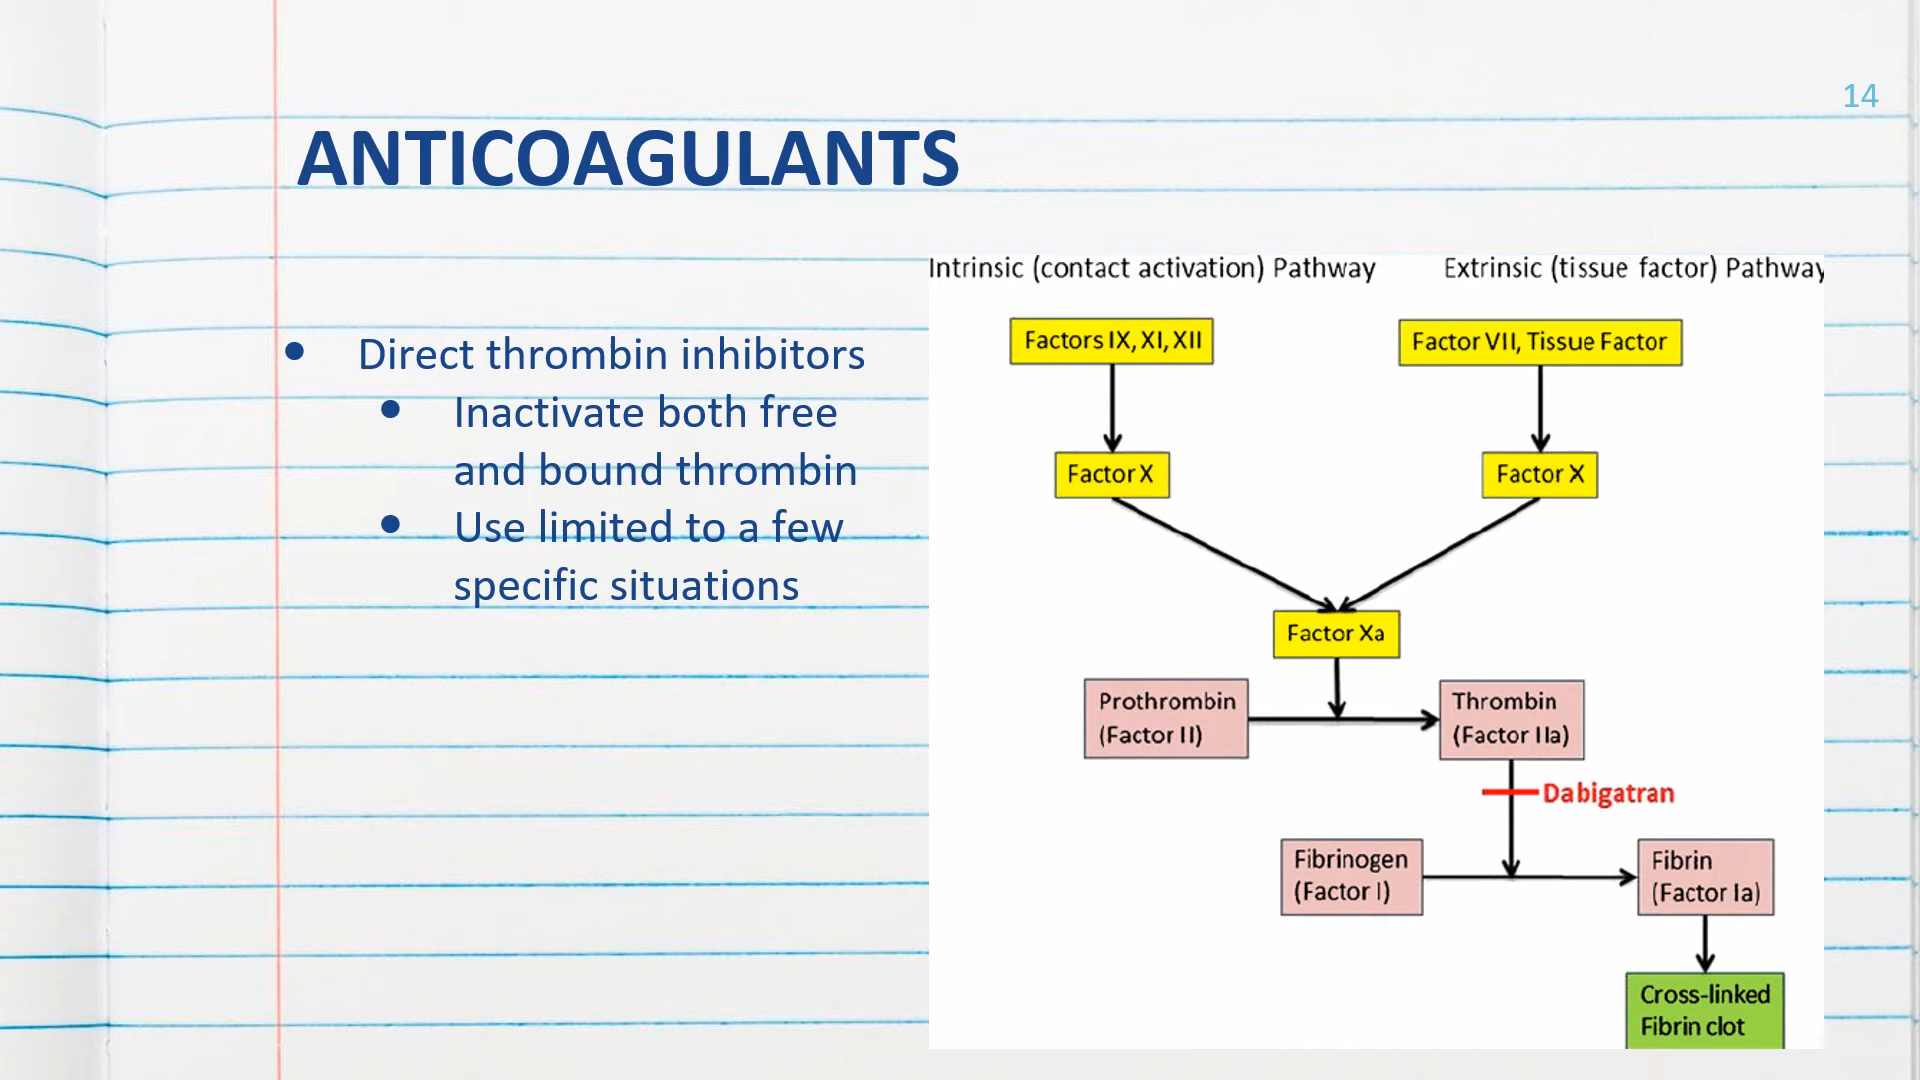 14
ANTICOAGULANTS
• Direct thrombin inhibitors
• Inactivate both free
and bound thrombin
• Use limited to a few
specific situations
Intrinsic (contact activation) Pathway
Extrinsic (tissue factor) Pathway
Factors IX, XI, XII
Factor VII, Tissue Factor
Factor X
Factor X
Factor Xa
Prothrombin
(Factor II)
Thrombin
(Factor IIa)
Dabigatran
Fibrinogen
(Factor I)
Fibrin
(Factor Ia)
Cross-linked
Fibrin clot